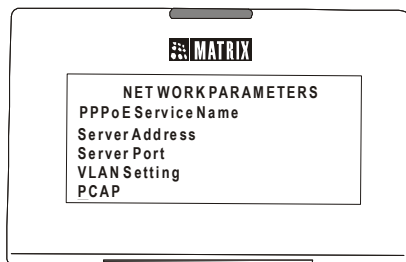 MATRIX
NETWORK PARAMETERS
PPPoE Service Name
Server Address
Server Port
VLAN Setting
PCAP